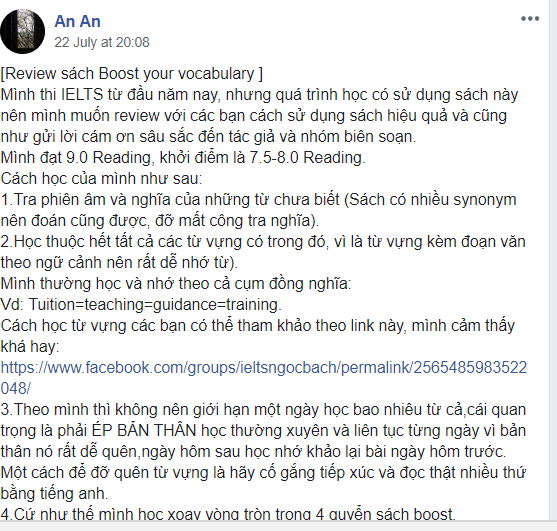 An An
22 July at 20:08
[Review sách Boost your vocabulary ]
Mình thi IELTS từ đầu năm nay, nhưng quá trình học có sử dụng sách này
nên mình muốn review với các bạn cách sử dụng sách hiệu quả và cũng
như gửi lời cám ơn sâu sắc đến tác giả và nhóm biên soạn.
Mình đạt 9.0 Reading, khởi điểm là 7.5-8.0 Reading.
Cách học của mình như sau:
1.Tra phiên âm và nghĩa của những từ chưa biết (Sách có nhiều synonym
nên đoán cũng được, đỡ mất công tra nghĩa).
2.Học thuộc hết tất cả các từ vựng có trong đó, vì là từ vựng kèm đoạn văn
theo ngữ cảnh nên rất dễ nhớ từ).
Mình thường học và nhớ theo cả cụm đồng nghĩa:
Vd: Tuition=teaching=guidance=training.
Cách học từ vựng các bạn có thể tham khảo theo link này, mình cảm thấy
khá hay:
https://www.facebook.com/groups/ieltsngocbach/permalink/2565485983522
048/
3.Theo mình thì không nên giới hạn một ngày học bao nhiêu từ cả,cái quan
trọng là phải ÉP BẢN THÂN học thường xuyên và liên tục từng ngày vì bản
thân nó rất dễ quên,ngày hôm sau học nhớ khảo lại bài ngày hôm trước.
Một cách để đỡ quên từ vựng là hãy cố gắng tiếp xúc và đọc thật nhiều thứ
bằng tiếng anh.
4.Cứ như thế mình học xoay vòng tròn trong 4 quyển sách boost.